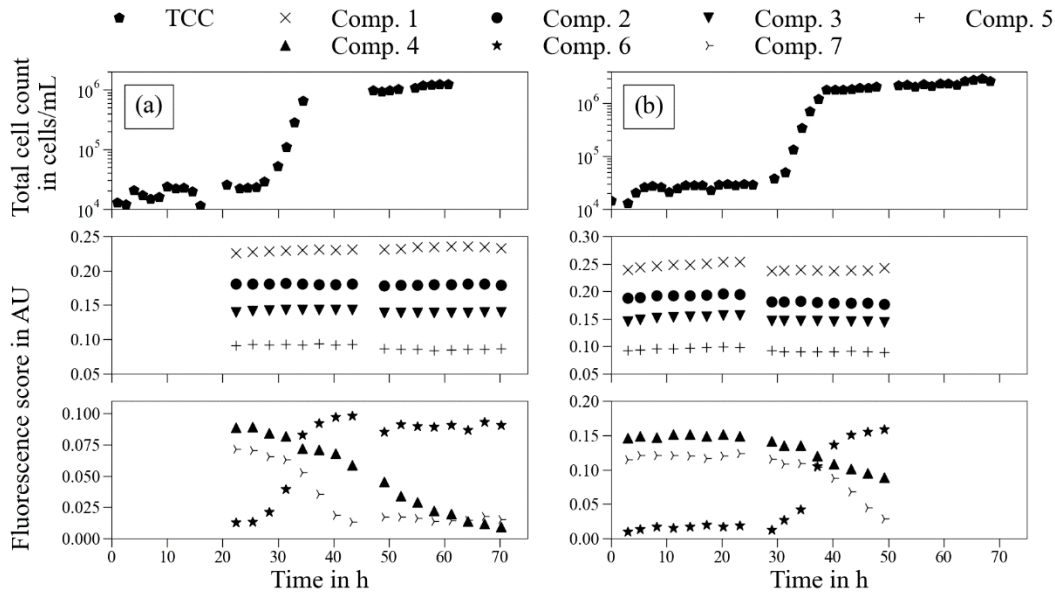 TCC Comp. 1 Comp. 2 Comp. 3 Comp. 5
Comp. 4 Comp. 6 Comp. 7
Total cell count
in cells/mL
(a)
10^6
10^5
10^4
(b)
10^6
10^5
10^4
Fluorescence score in AU
0.25
0.20
0.15
0.10
0.05
0.30
0.25
0.20
0.15
0.10
0.05
0.100
0.075
0.050
0.025
0.000
0.20
0.15
0.10
0.05
0.00
0 10 20 30 40 50 60 70
Time in h
0 10 20 30 40 50 60 70
Time in h